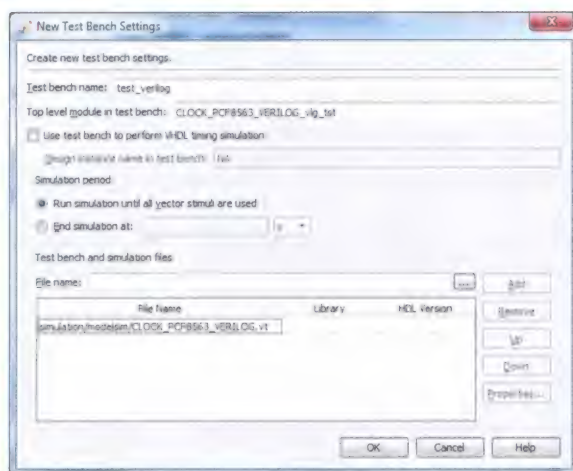 New Test Bench Settings
Create new test bench settings.
Test bench name: test_verilog
Top level module in test bench: CLOCK_PCF8563_VERILOG_vlg_tst
Use test bench to perform VHDL timing simulation
Design instance name in test bench: NA
Simulation period
Run simulation until all vector stimuli are used
End simulation at: s
Test bench and simulation files
File name: ... Add
File Name Library HDL Version
Remove
simulation/modelsim/CLOCK_PCF8563_VERILOG.vt
Up
Down
Properties...
OK Cancel Help